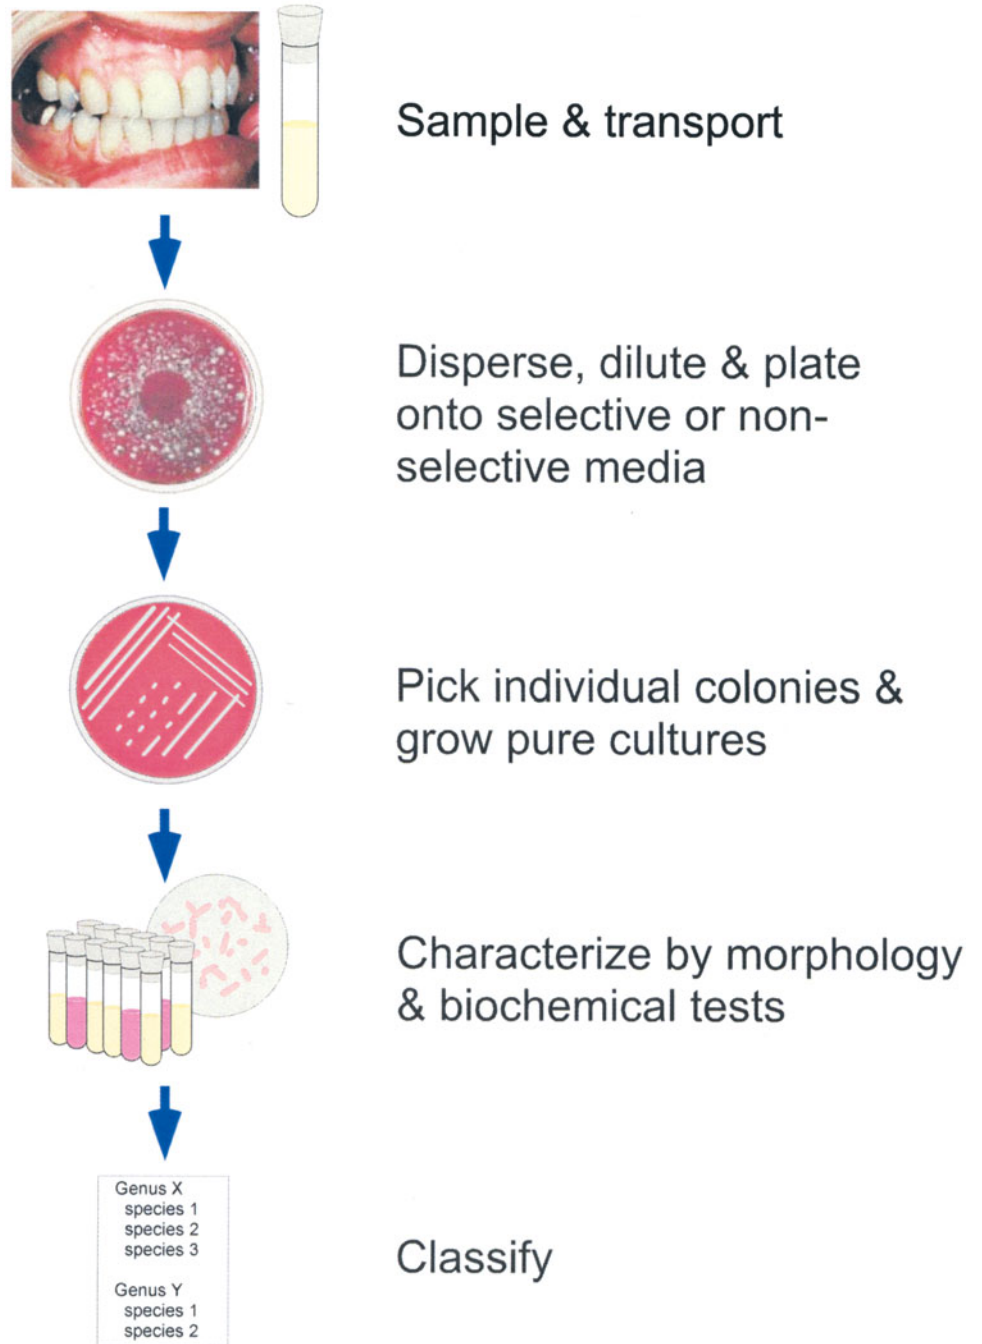 Sample & transport
Disperse, dilute & plate
onto selective or non-
selective media
Pick individual colonies &
grow pure cultures
Characterize by morphology
& biochemical tests
Genus X
species 1
species 2
species 3
Genus Y
species 1
species 2
Classify